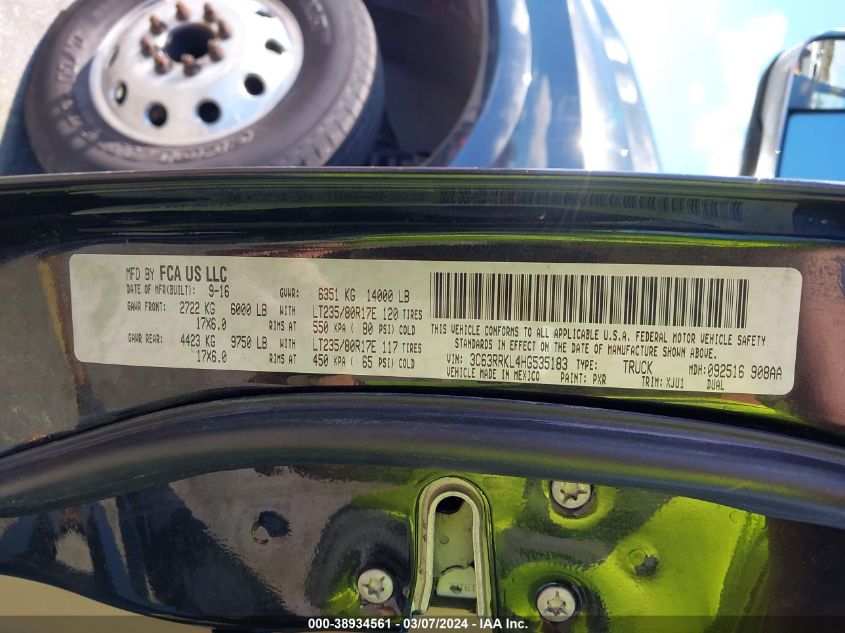 MFD BY FCA US LLC
DATE OF MFR(BUILT): 9-16 GVWR: 6351 KG 14000 LB
GAWR FRONT: 2722 KG 6000 LB WITH LT235/80R17E 120 TIRES
17X6.0 RIMS AT 550 KPA ( 80 PSI) COLD
GAWR REAR: 4423 KG 9750 LB WITH LT235/80R17E 117 TIRES
17X6.0 RIMS AT 450 KPA ( 65 PSI) COLD
THIS VEHICLE CONFORMS TO ALL APPLICABLE U.S.A. FEDERAL MOTOR VEHICLE SAFETY
STANDARDS IN EFFECT ON THE DATE OF MANUFACTURE SHOWN ABOVE.
VIN: 3C63RRKL4HG535183 TYPE: TRUCK MDH: 092516 908AA
VEHICLE MADE IN MEXICO PAINT: PXR TRIM: XJU1 DUAL
000-38934561 - 03/07/2024 - IAA Inc.